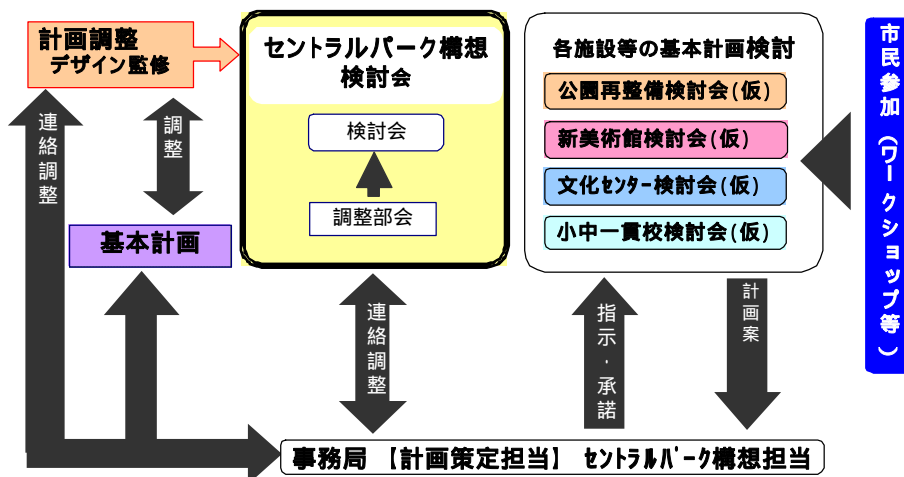 計画調整
デザイン監修
連絡調整
調整
基本計画
セントラルパーク構想
検討会
検討会
調整部会
連絡調整
各施設等の基本計画検討
公園再整備検討会(仮)
新美術館検討会(仮)
文化ｾﾝﾀｰ検討会(仮)
小中一貫校検討会(仮)
指示・承諾
計画案
市民参加（ワークショップ等）
事務局 【計画策定担当】 ｾﾝﾄﾗﾙﾊﾟｰｸ構想担当